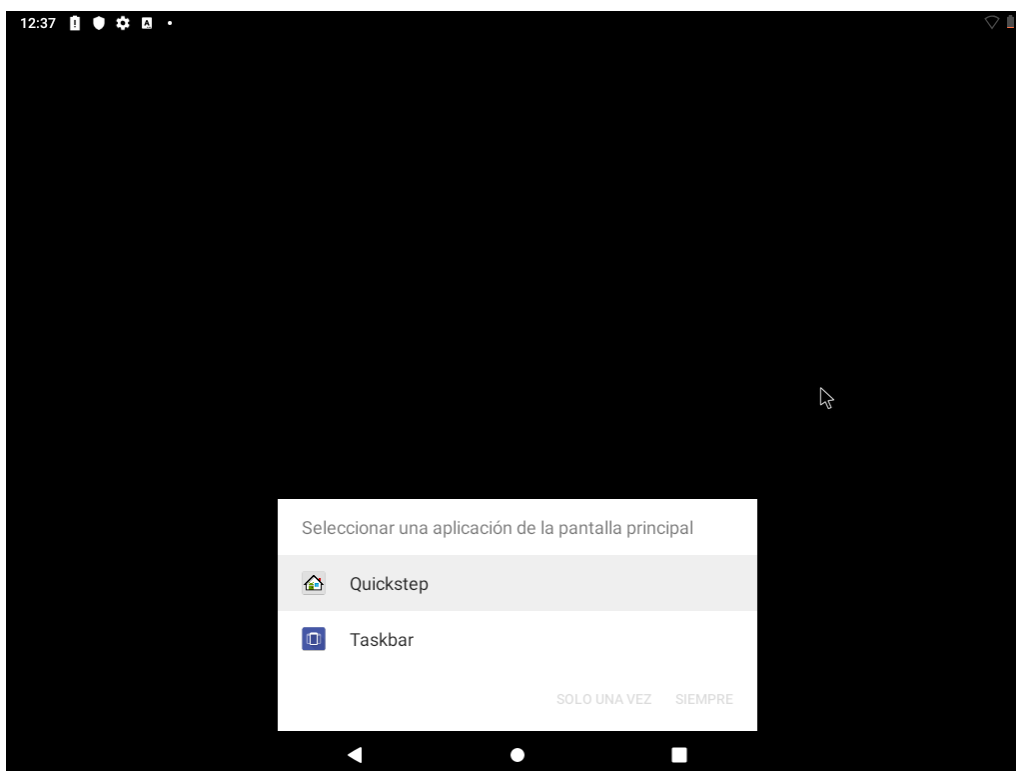 12:37
Seleccionar una aplicación de la pantalla principal
Quickstep
Taskbar
SOLO UNA VEZ SIEMPRE